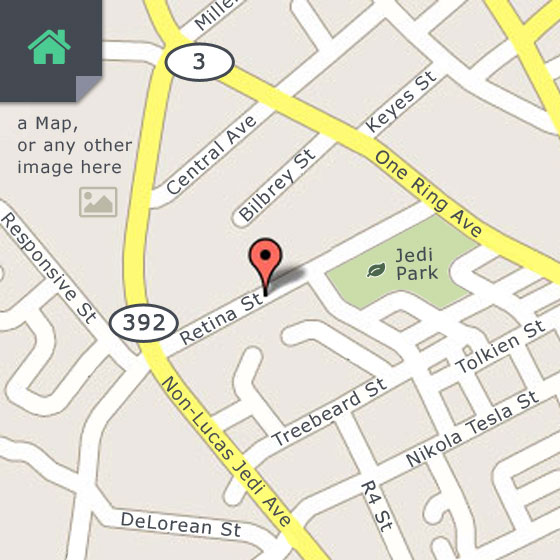 Miller
3
a Map,
or any other
image here
Central Ave
Keyes St
Bilbrey St
One Ring Ave
Responsive St
Jedi
Park
Retina St
392
Tolkien St
Non-Lucas Jedi Ave
Treebeard St
Nikola Tesla St
R4 St
DeLorean St